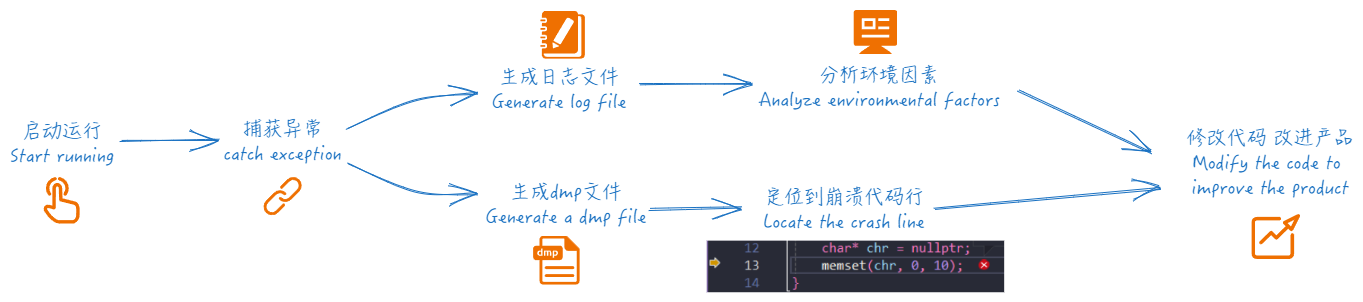 启动运行
Start running
捕获异常
catch exception
生成日志文件
Generate log file
分析环境因素
Analyze environmental factors
生成dmp文件
Generate a dmp file
dmp
定位到崩溃代码行
Locate the crash line
12 char* chr = nullptr;
13 memset(chr, 0, 10);
14 }
修改代码 改进产品
Modify the code to
improve the product